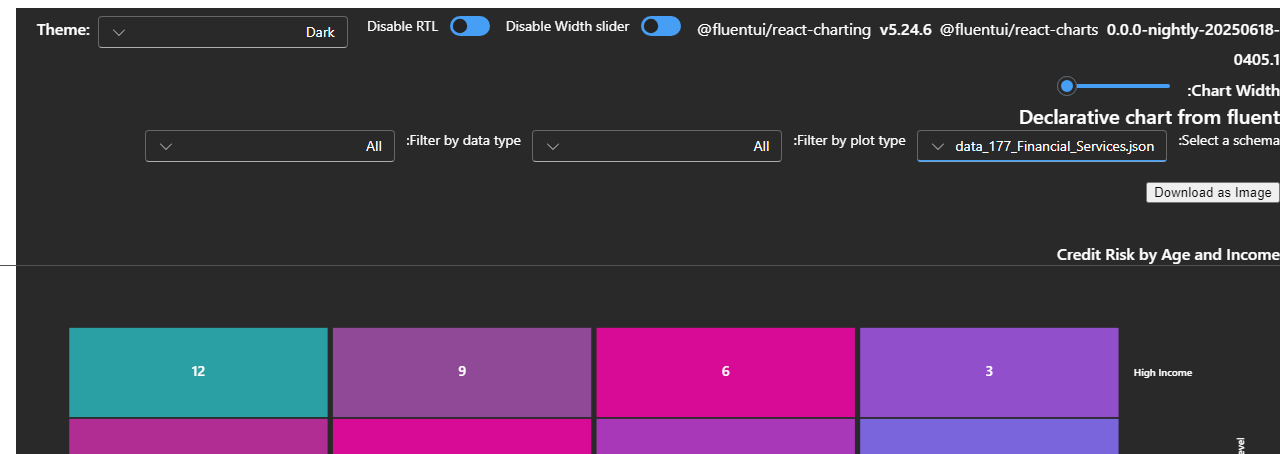 Theme: Dark Disable RTL Disable Width slider @fluentui/react-charting v5.24.6 @fluentui/react-charts 0.0.0-nightly-20250618-
0405.1
:Chart Width
Declarative chart from fluent
:Select a schema data_177_Financial_Services.json :Filter by plot type All :Filter by data type All
Download as Image
Credit Risk by Age and Income
12 9 6 3 High Income